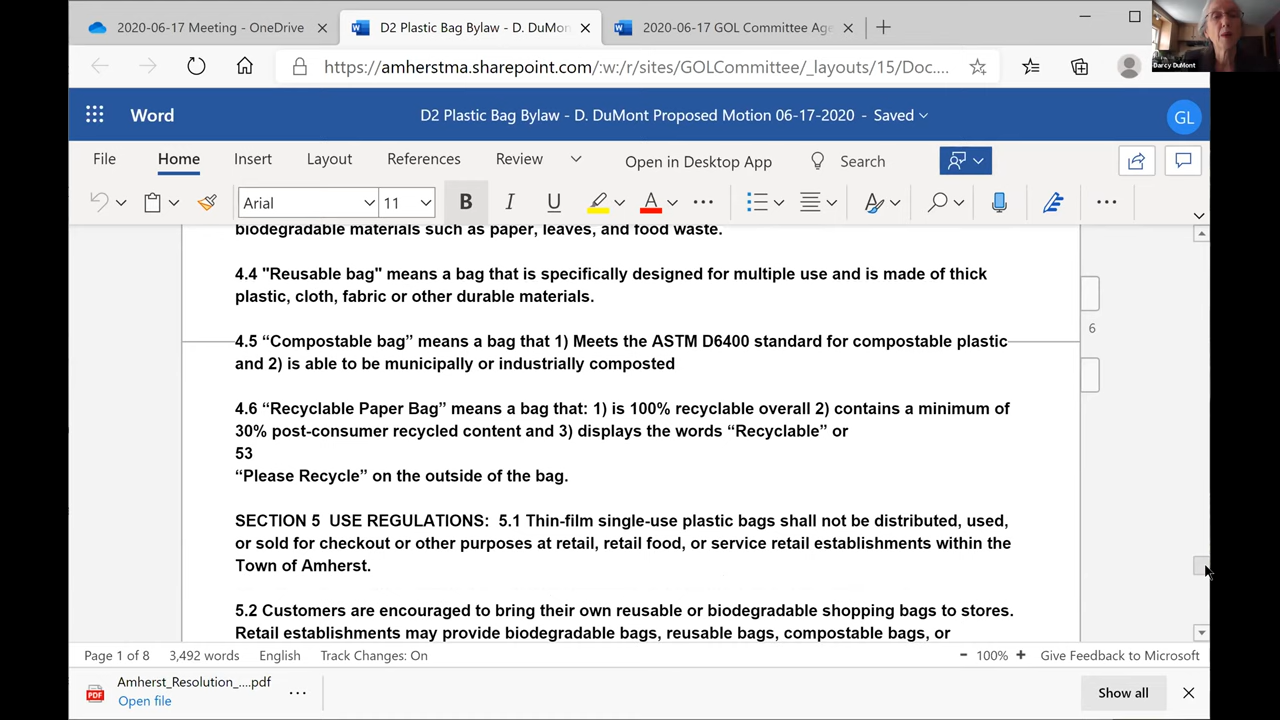 2020-06-17 Meeting - OneDrive
D2 Plastic Bag Bylaw - D. DuMon
2020-06-17 GOL Committee Age
https://amherstma.sharepoint.com/:w:/r/sites/GOLCommittee/_layouts/15/Doc....
Darcy DuMont
Word
D2 Plastic Bag Bylaw - D. DuMont Proposed Motion 06-17-2020 - Saved
GL
File Home Insert Layout References Review Open in Desktop App Search
Arial 11 B I U A
biodegradable materials such as paper, leaves, and food waste.
4.4 "Reusable bag" means a bag that is specifically designed for multiple use and is made of thick
plastic, cloth, fabric or other durable materials.
6
4.5 “Compostable bag” means a bag that 1) Meets the ASTM D6400 standard for compostable plastic
and 2) is able to be municipally or industrially composted
4.6 “Recyclable Paper Bag” means a bag that: 1) is 100% recyclable overall 2) contains a minimum of
30% post-consumer recycled content and 3) displays the words “Recyclable” or
53
“Please Recycle” on the outside of the bag.
SECTION 5 USE REGULATIONS: 5.1 Thin-film single-use plastic bags shall not be distributed, used,
or sold for checkout or other purposes at retail, retail food, or service retail establishments within the
Town of Amherst.
5.2 Customers are encouraged to bring their own reusable or biodegradable shopping bags to stores.
Retail establishments may provide biodegradable bags, reusable bags, compostable bags, or
Page 1 of 8 3,492 words English Track Changes: On - 100% + Give Feedback to Microsoft
Amherst_Resolution_....pdf
Open file
PDF
Show all